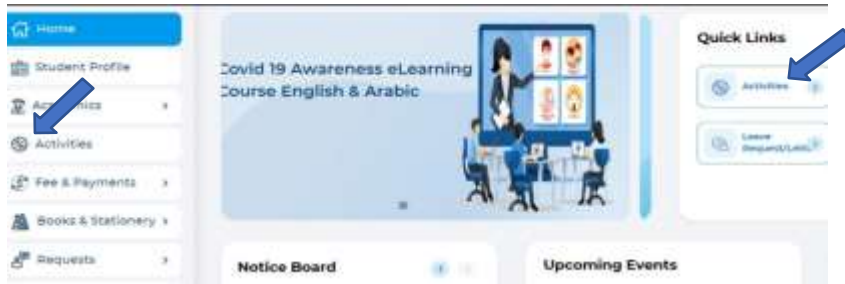 Home
Student Profile
Activities
Fee & Payments
Books & Stationery
Requests
Covid 19 Awareness eLearning
Course English & Arabic
Quick Links
Activities
Leave
Notice Board
Upcoming Events